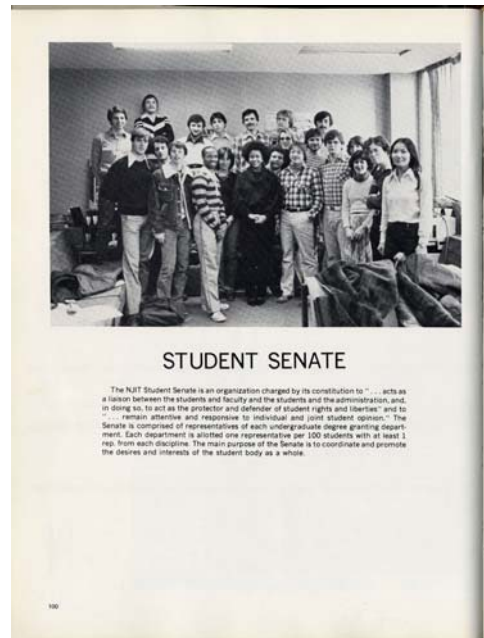 STUDENT SENATE
The NJIT Student Senate is an organization charged by its constitution to " . . . acts as
a liaison between the students and faculty and the students and the administration, and,
in doing so, to act as the protector and defender of student rights and liberties" and to
" . . . remain attentive and responsive to individual and joint student opinion." The
Senate is comprised of representatives of each undergraduate degree granting depart-
ment. Each department is allotted one representative per 100 students with at least 1
rep. from each discipline. The main purpose of the Senate is to coordinate and promote
the desires and interests of the student body as a whole.
100